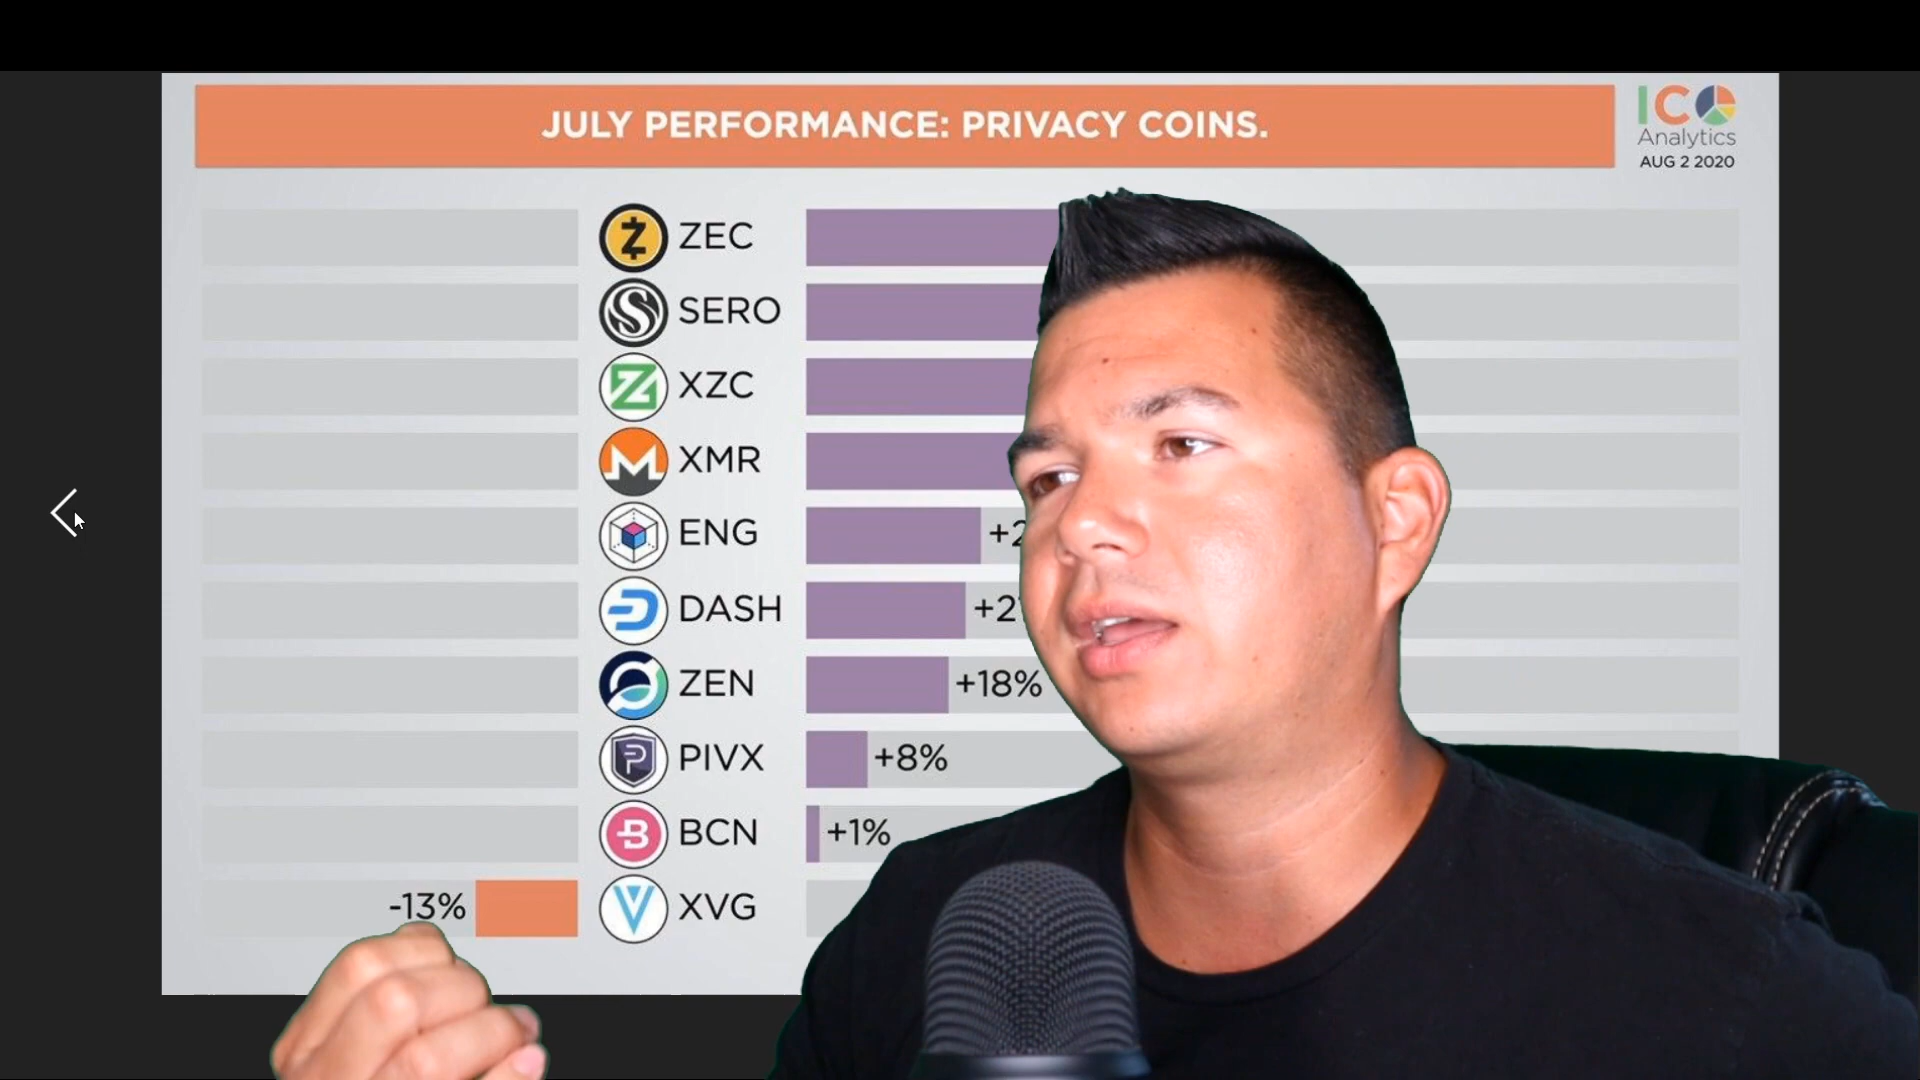 JULY PERFORMANCE: PRIVACY COINS.
ICO
Analytics
AUG 2 2020
ZEC
SERO
XZC
XMR
ENG
DASH
ZEN +18%
PIVX +8%
BCN +1%
-13% XVG